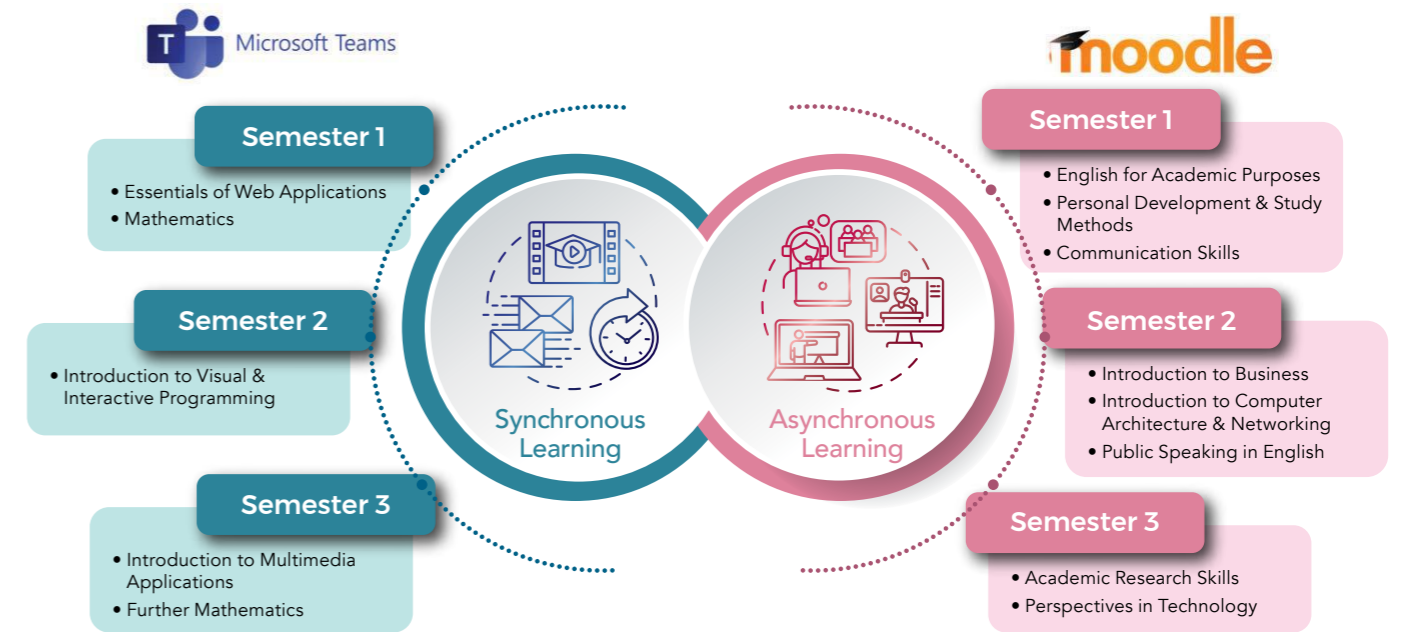 T
Microsoft Teams
Semester 1
• Essentials of Web Applications
• Mathematics
Semester 2
• Introduction to Visual &
Interactive Programming
Semester 3
• Introduction to Multimedia
Applications
• Further Mathematics
Synchronous
Learning
Asynchronous
Learning
moodle
Semester 1
• English for Academic Purposes
• Personal Development & Study
Methods
• Communication Skills
Semester 2
• Introduction to Business
• Introduction to Computer
Architecture & Networking
• Public Speaking in English
Semester 3
• Academic Research Skills
• Perspectives in Technology